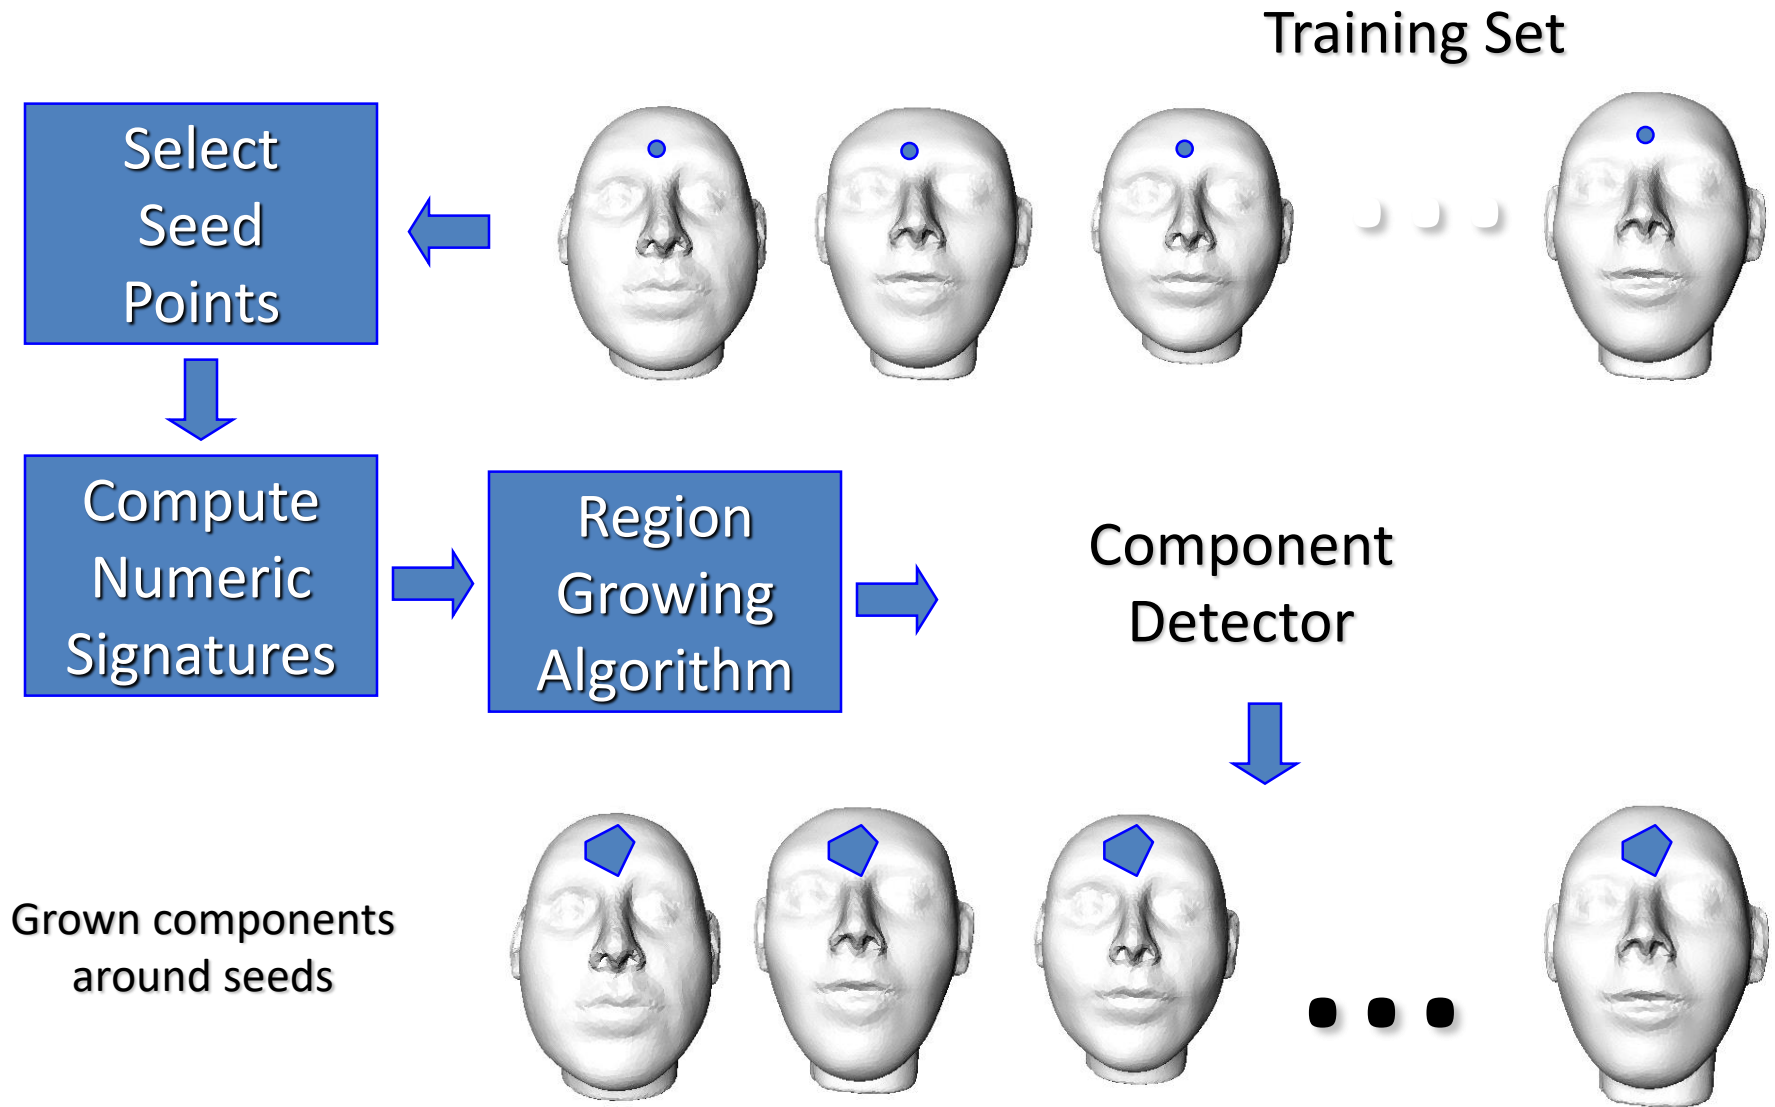 Training Set
Select
Seed
Points
Compute
Numeric
Signatures
Region
Growing
Algorithm
Component
Detector
Grown components
around seeds